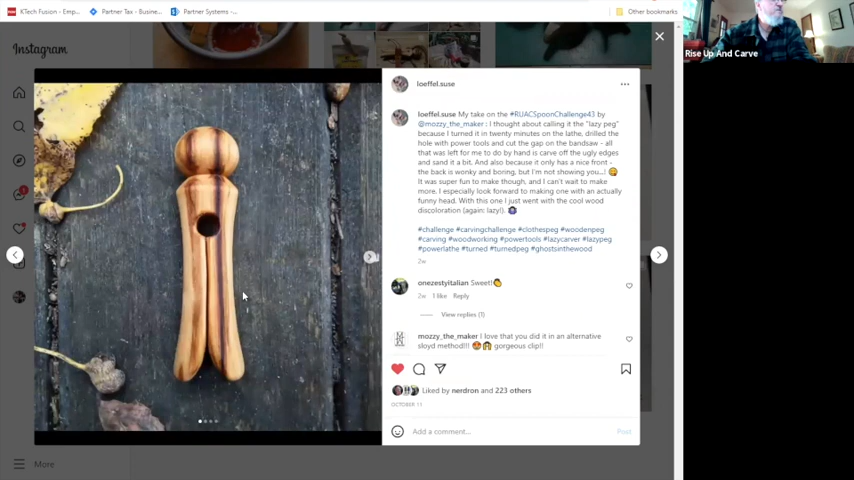 KTech Fusion - Emp...
Partner Tax - Busine...
Partner Systems -...
Other bookmarks
Instagram
Rise Up And Carve
loeffel.suse
loeffel.suse My take on the #RUACSpoonChallenge43 by
@mozzy_the_maker : I thought about calling it the "lazy peg"
because I turned it in twenty minutes on the lathe, drilled the
hole with power tools and cut the gap on the bandsaw - all
that was left for me to do by hand is carve off the ugly edges
and sand it a bit. And also because it only has a nice front -
the back is wonky and boring, but I'm not showing you...! 😜
It was super fun to make though, and I can't wait to make
more. I especially look forward to making one with an actually
funny head. With this one I just went with the cool wood
discoloration (again: lazy!).
#challenge #carvingchallenge #clothespeg #woodenpeg
#carving #woodworking #powertools #lazycarver #lazypeg
#powerlathe #turned #turnedpeg #ghostsinthewood
2w
onezestyitalian Sweet!👏
2w 1 like Reply
View replies (1)
mozzy_the_maker I love that you did it in an alternative
sloyd method!!! gorgeous clip!!
Liked by nerdron and 223 others
OCTOBER 11
Add a comment...
Post
More